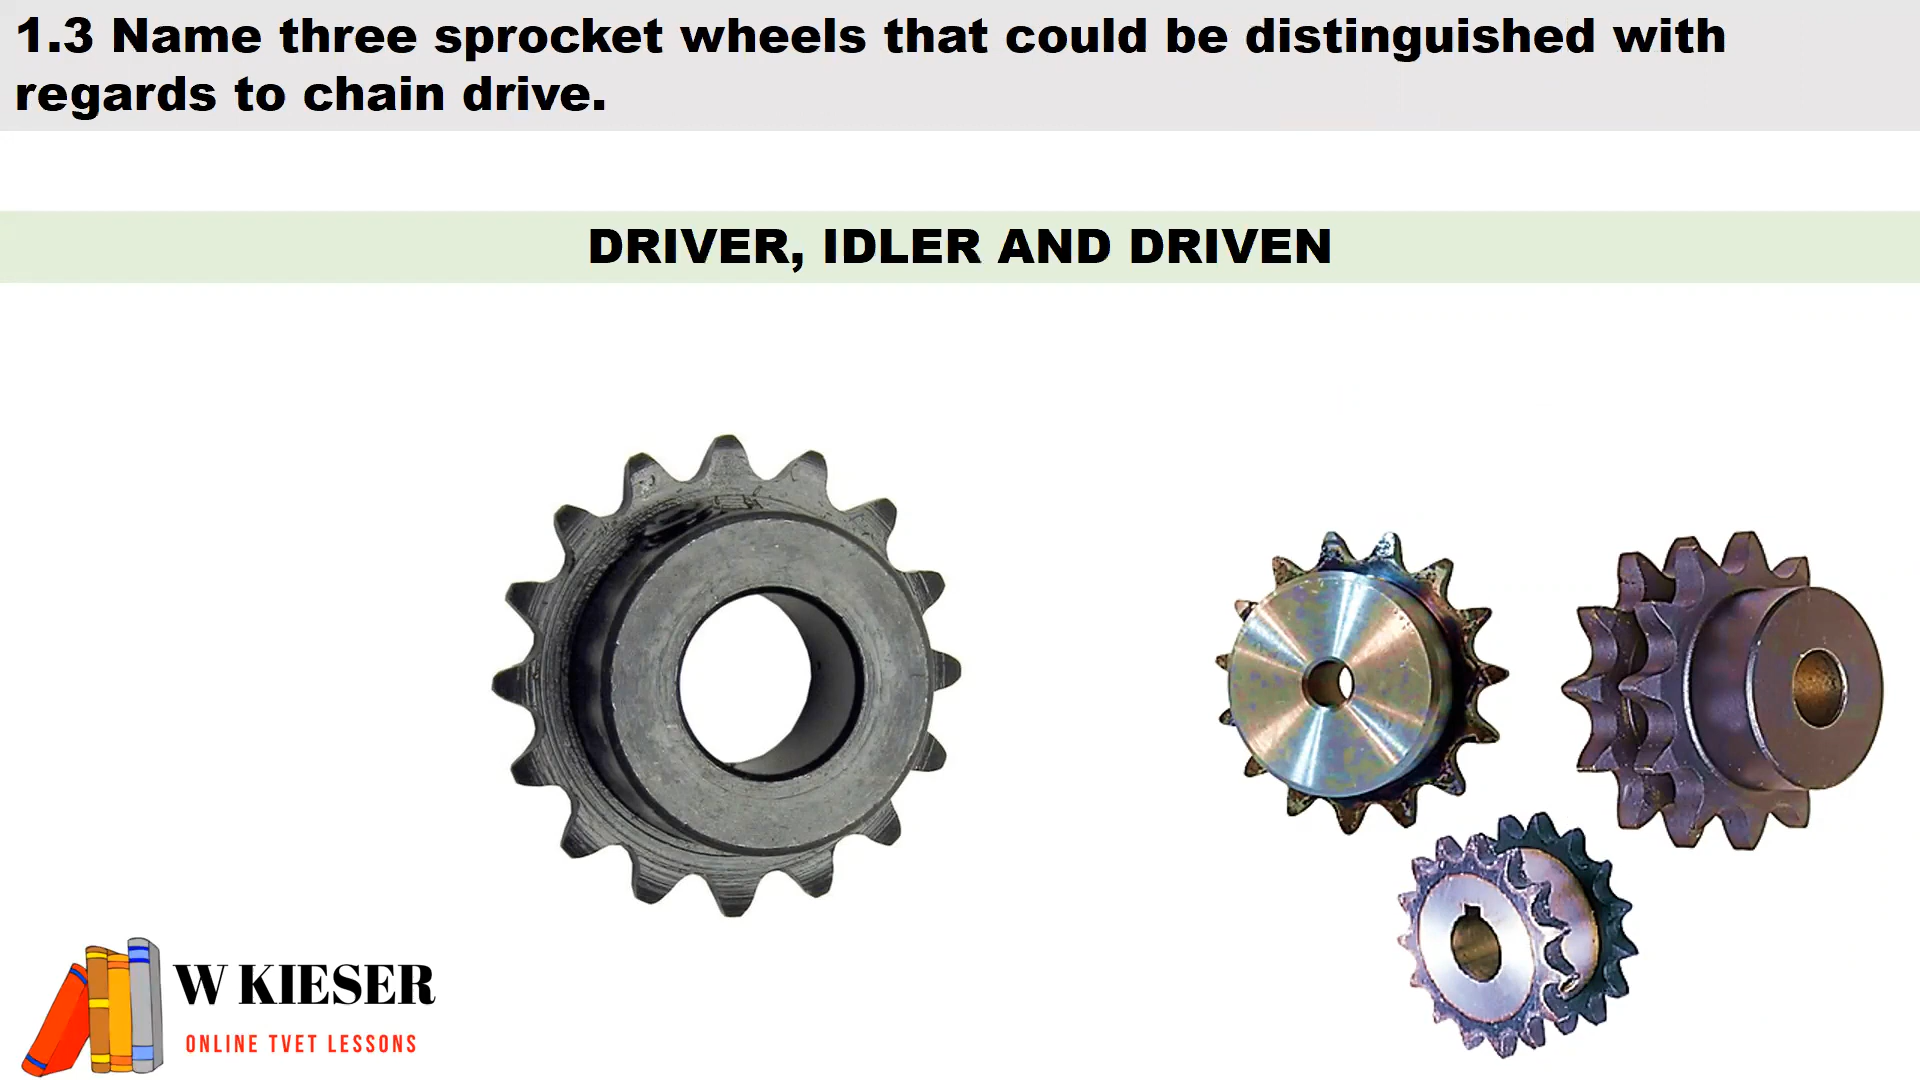 1.3 Name three sprocket wheels that could be distinguished with
regards to chain drive.
DRIVER, IDLER AND DRIVEN
W KIESER
ONLINE TVET LESSONS